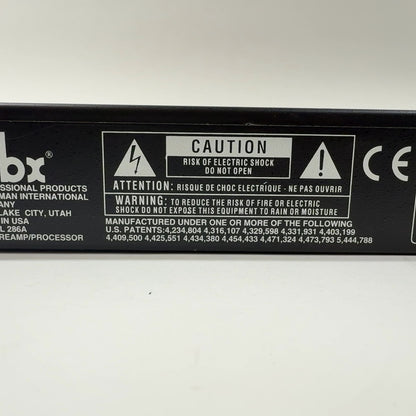 bx®
ESSIONAL PRODUCTS
MAN INTERNATIONAL
ANY
LAKE CITY, UTAH
IN USA
L 286A
REAMP/PROCESSOR
CAUTION
RISK OF ELECTRIC SHOCK
DO NOT OPEN
ATTENTION: RISQUE DE CHOC ELECTRIQUE - NE PAS OUVRIR
WARNING: TO REDUCE THE RISK OF FIRE OR ELECTRIC
SHOCK DO NOT EXPOSE THIS EQUIPMENT TO RAIN OR MOISTURE
MANUFACTURED UNDER ONE OR MORE OF THE FOLLOWING
U.S. PATENTS:4,234,804 4,316,107 4,329,598 4,331,931 4,403,199
4,409,500 4,425,551 4,434,380 4,454,433 4,471,324 4,473,793 5,444,788
CE